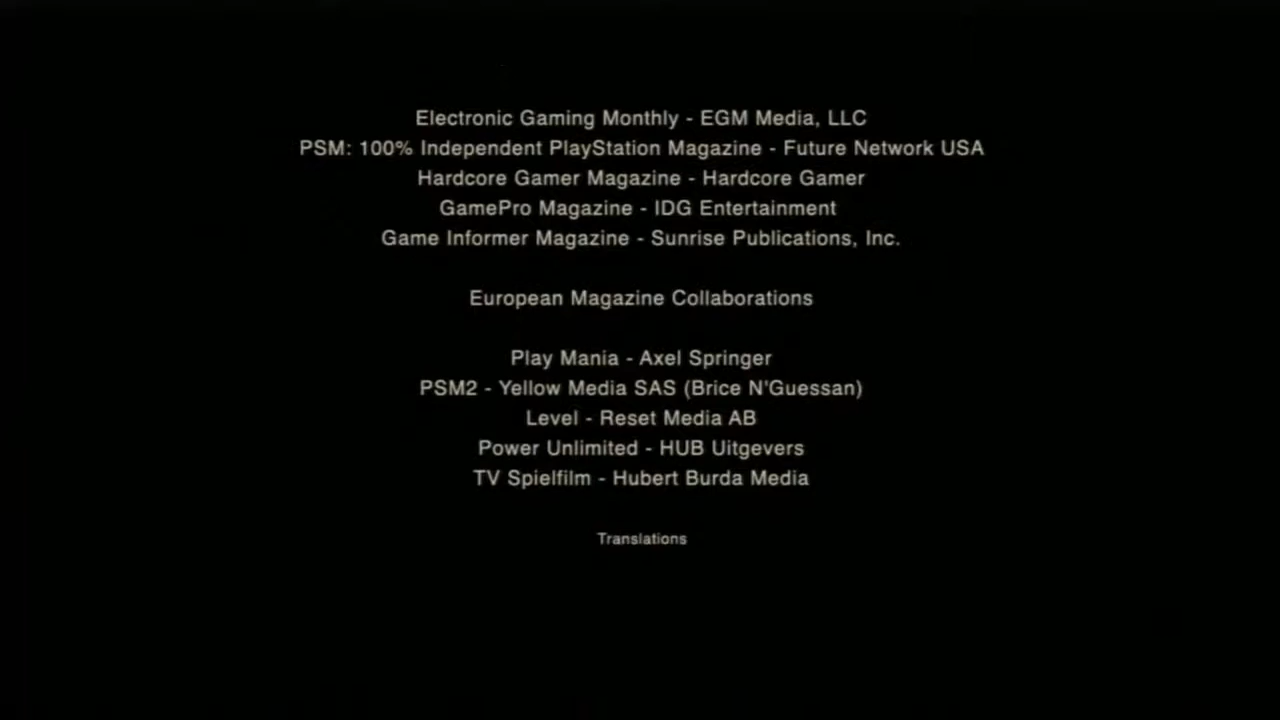 Electronic Gaming Monthly - EGM Media, LLC
PSM: 100% Independent PlayStation Magazine - Future Network USA
Hardcore Gamer Magazine - Hardcore Gamer
GamePro Magazine - IDG Entertainment
Game Informer Magazine - Sunrise Publications, Inc.
European Magazine Collaborations
Play Mania - Axel Springer
PSM2 - Yellow Media SAS (Brice N'Guessan)
Level - Reset Media AB
Power Unlimited - HUB Uitgevers
TV Spielfilm - Hubert Burda Media
Translations